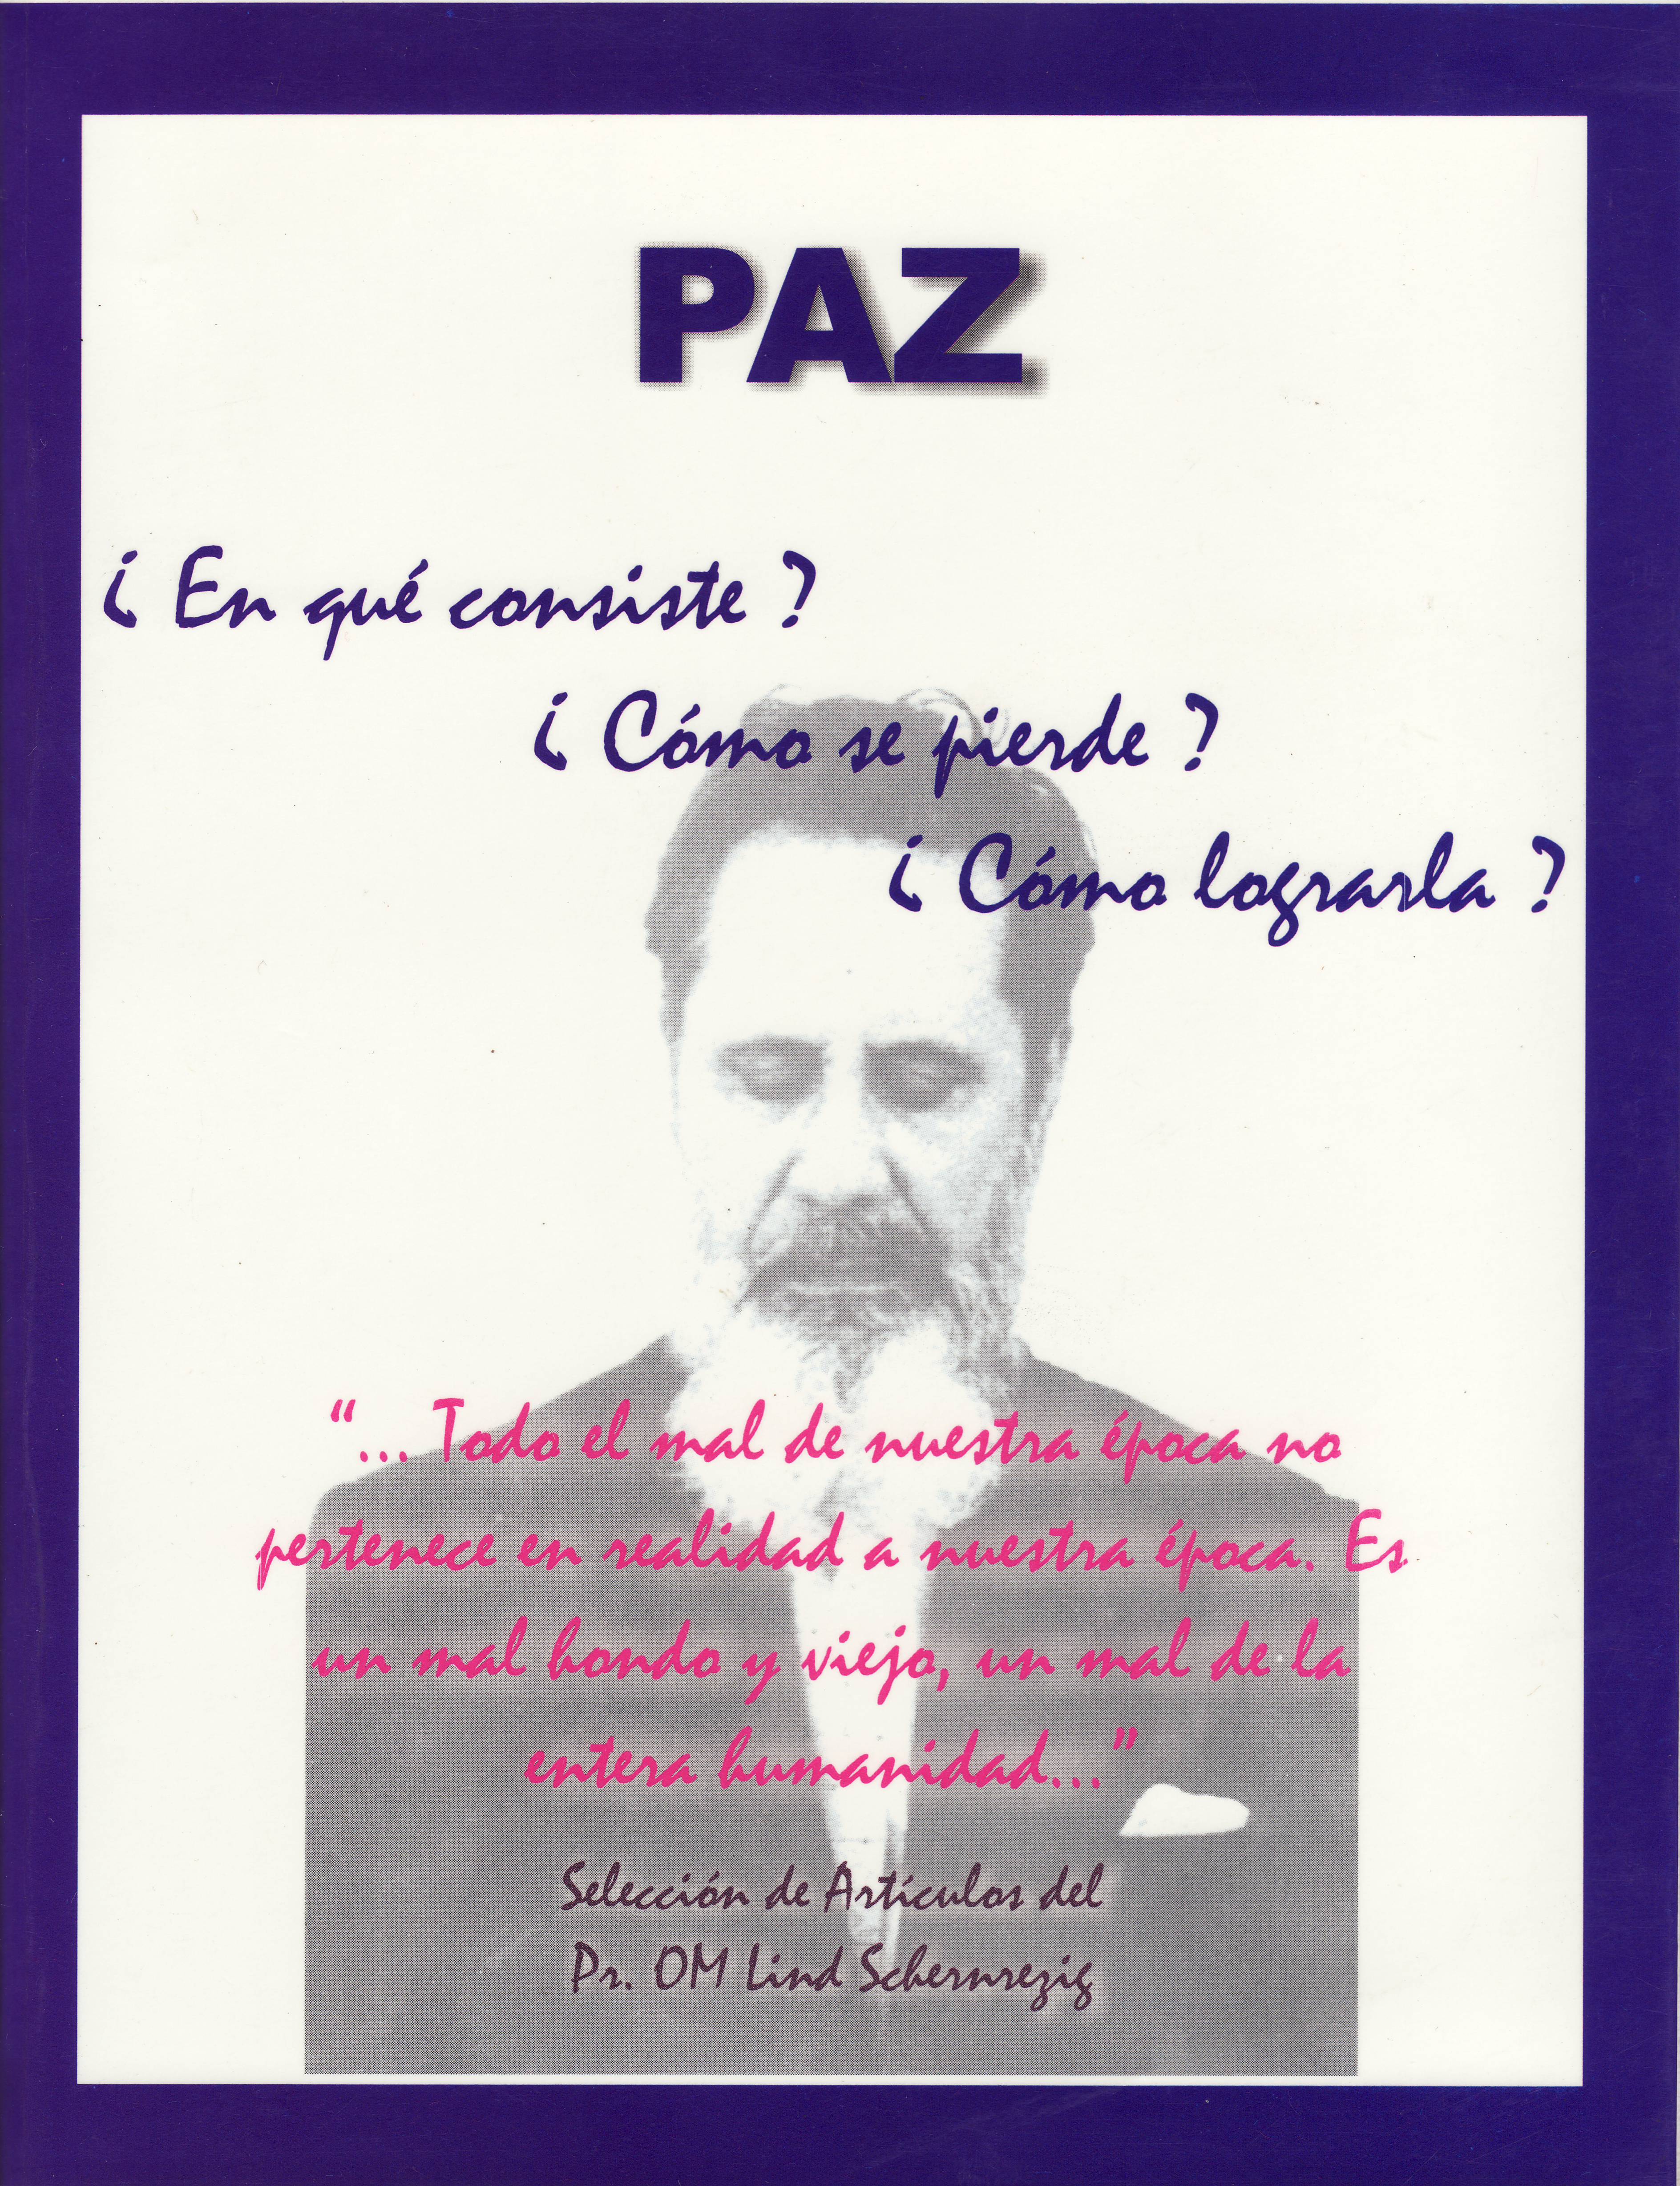 PAZ
¿ En qué consiste ?
¿ Cómo se pierde ?
¿ Cómo lograrla ?
“... Todo el mal de nuestra época no
pertenece en realidad a nuestra época. Es
un mal hondo y viejo, un mal de la
entera humanidad...”
Selección de Artículos del
Pr. OM Lind Schernrezig